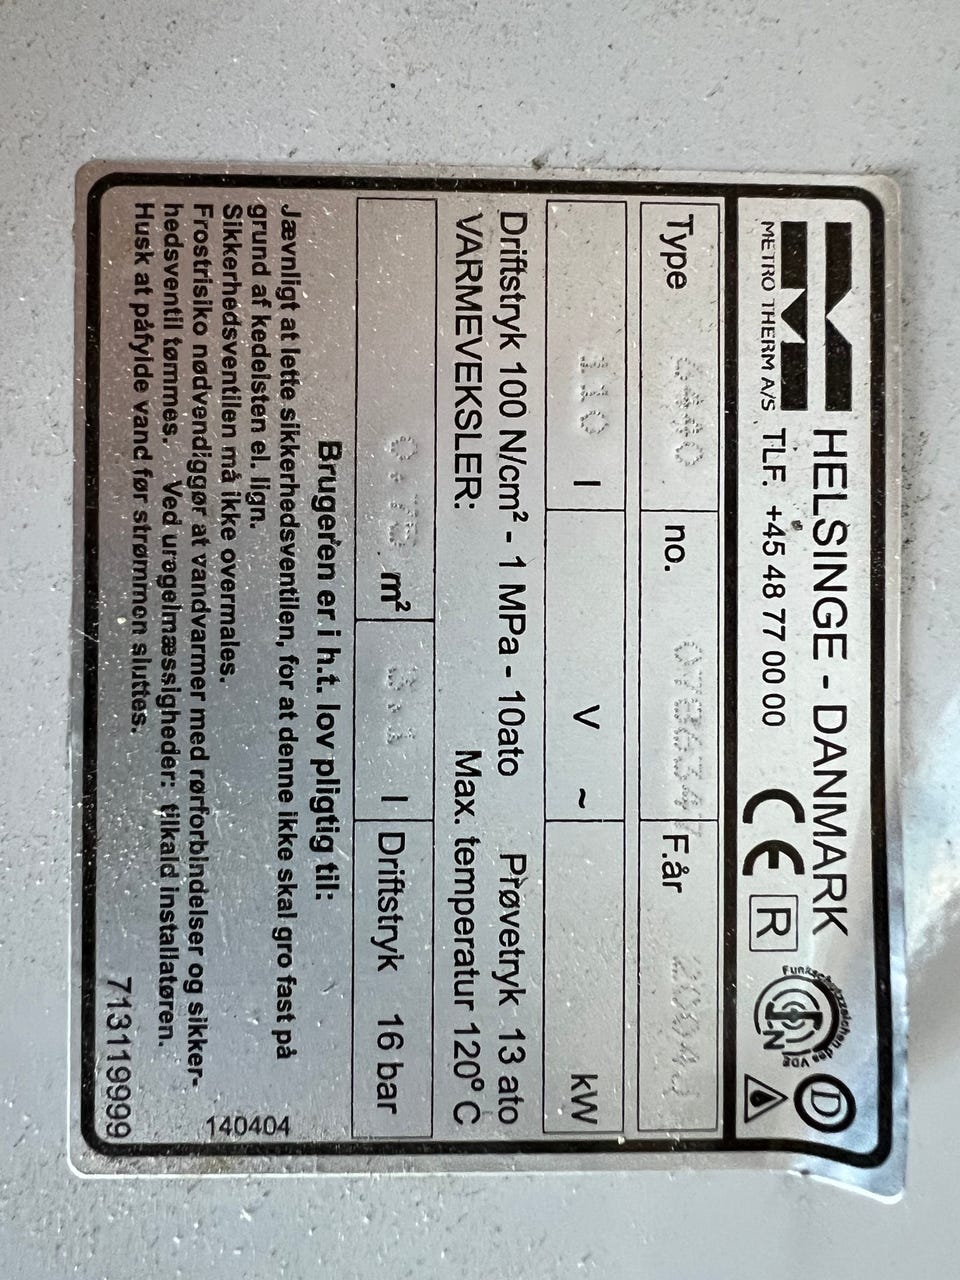 HELSINGE - DANMARK
METRO THERM A/S TLF. +45 48 77 00 00 CE R
D
Type 4440 no. F.år
110 l V ~ kW
Driftstryk 100 N/cm² - 1 MPa - 10ato Prøvetryk 13 ato
VARMEVEKSLER: Max. temperatur 120° C
m² l Driftstryk 16 bar
Brugeren er i h.t. lov pligtig til:
Jævnligt at lette sikkerhedsventilen, for at denne ikke skal gro fast på
grund af kedelsten el. lign.
Sikkerhedsventilen må ikke overmales.
Frostrisiko nødvendiggør at vandvarmer med rørforbindelser og sikker-
hedsventil tømmes. Ved uregelmæssigheder: tilkald installatøren.
Husk at påfylde vand før strømmen sluttes.
140404
713119999